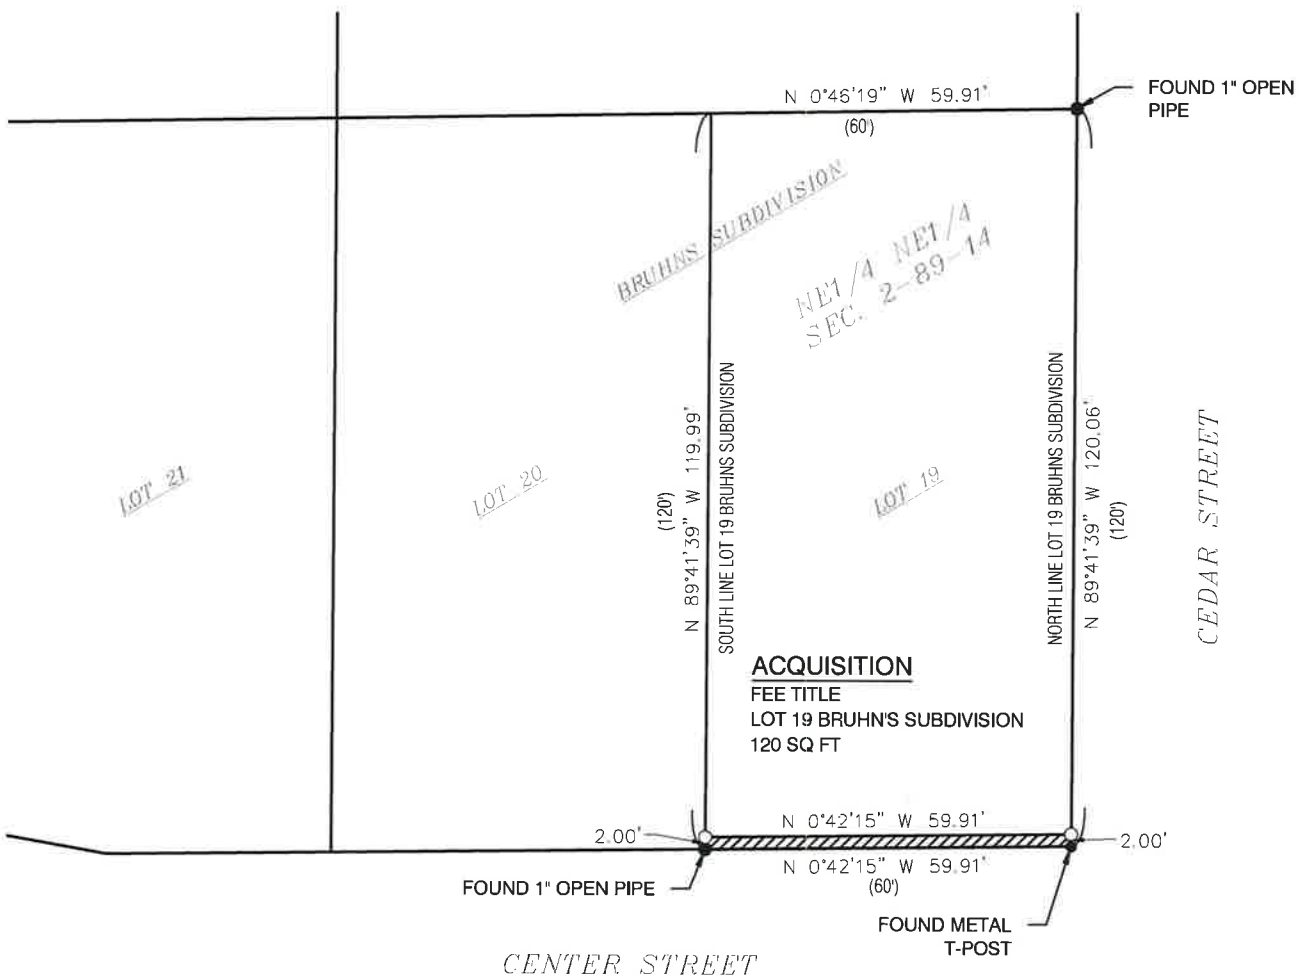 N 0°46'19" W 59.91'
(60')
FOUND 1" OPEN
PIPE
BRUHNS SUBDIVISION
NE1/4 NE1/4
SEC. 2-89-14
LOT 21
LOT 20
LOT 19
N 89°41'39" W 119.99'
(120')
SOUTH LINE LOT 19 BRUHNS SUBDIVISION
NORTH LINE LOT 19 BRUHNS SUBDIVISION
N 89°41'39" W 120.06'
(120')
CEDAR STREET
ACQUISITION
FEE TITLE
LOT 19 BRUHN'S SUBDIVISION
120 SQ FT
N 0°42'15" W 59.91'
2.00'
2.00'
N 0°42'15" W 59.91'
(60')
FOUND 1" OPEN PIPE
FOUND METAL
T-POST
CENTER STREET